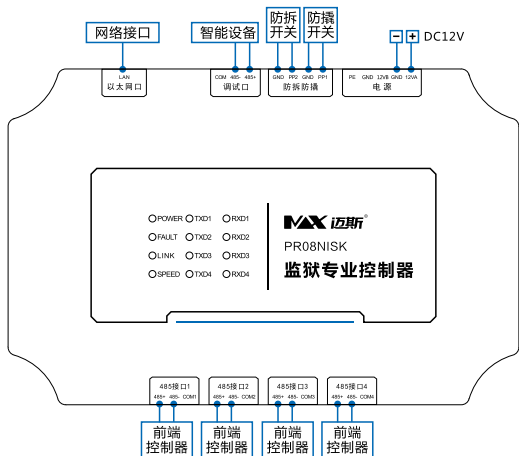 网络接口
智能设备
防拆
开关
防撬
开关
DC12V
LAN
以太网口
COM 485- 485+
调试口
GND PP2 GND PP1
防拆防撬
PE GND 12VB GND 12VA
电源
POWER TXD1 RXD1
FAULT TXD2 RXD2
LINK TXD3 RXD3
SPEED TXD4 RXD4
MAX 迈斯®
PR08NISK
监狱专业控制器
485接口1
485+ 485- COM1
485接口2
485+ 485- COM2
485接口3
485+ 485- COM3
485接口4
485+ 485- COM4
前端
控制器
前端
控制器
前端
控制器
前端
控制器